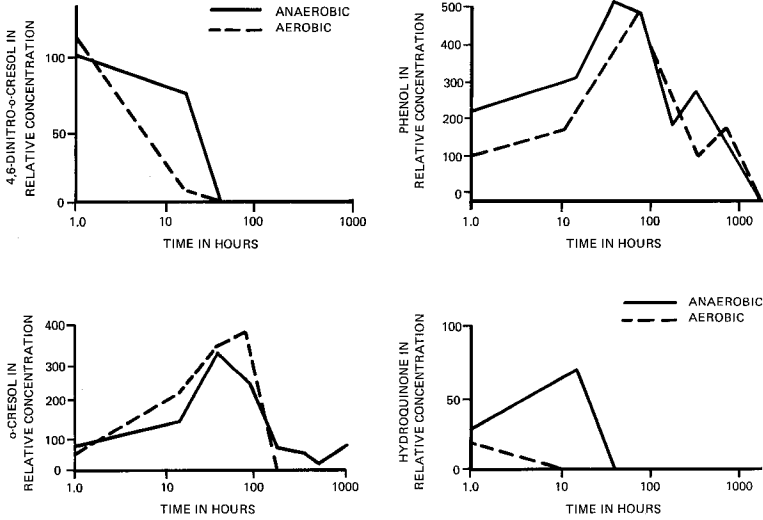 ANAEROBIC
AEROBIC
4,6-DINITRO-o-CRESOL IN
RELATIVE CONCENTRATION
100
50
0
1.0
10
100
1000
TIME IN HOURS
PHENOL IN
RELATIVE CONCENTRATION
500
400
300
200
100
0
1.0
10
100
1000
TIME IN HOURS
o-CRESOL IN
RELATIVE CONCENTRATION
400
300
200
100
0
1.0
10
100
1000
TIME IN HOURS
ANAEROBIC
AEROBIC
HYDROQUINONE IN
RELATIVE CONCENTRATION
100
50
0
1.0
10
100
1000
TIME IN HOURS